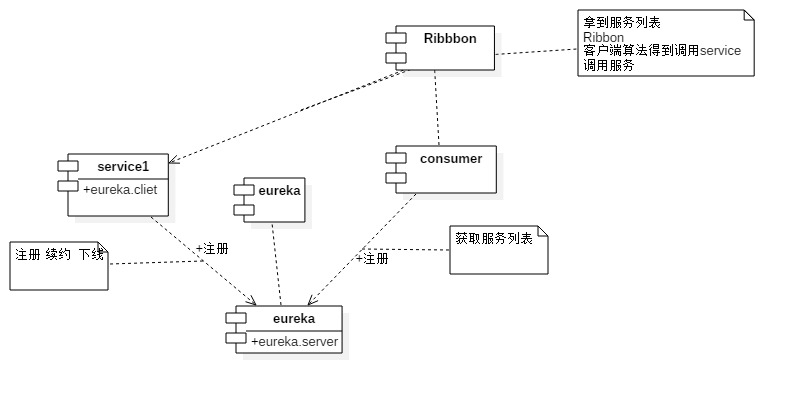 拿到服务列表
Ribbon
客户端算法得到调用service
调用服务
Ribbbon
service1
+eureka.cliet
eureka
consumer
注册 续约 下线
+注册
+注册
获取服务列表
eureka
+eureka.server